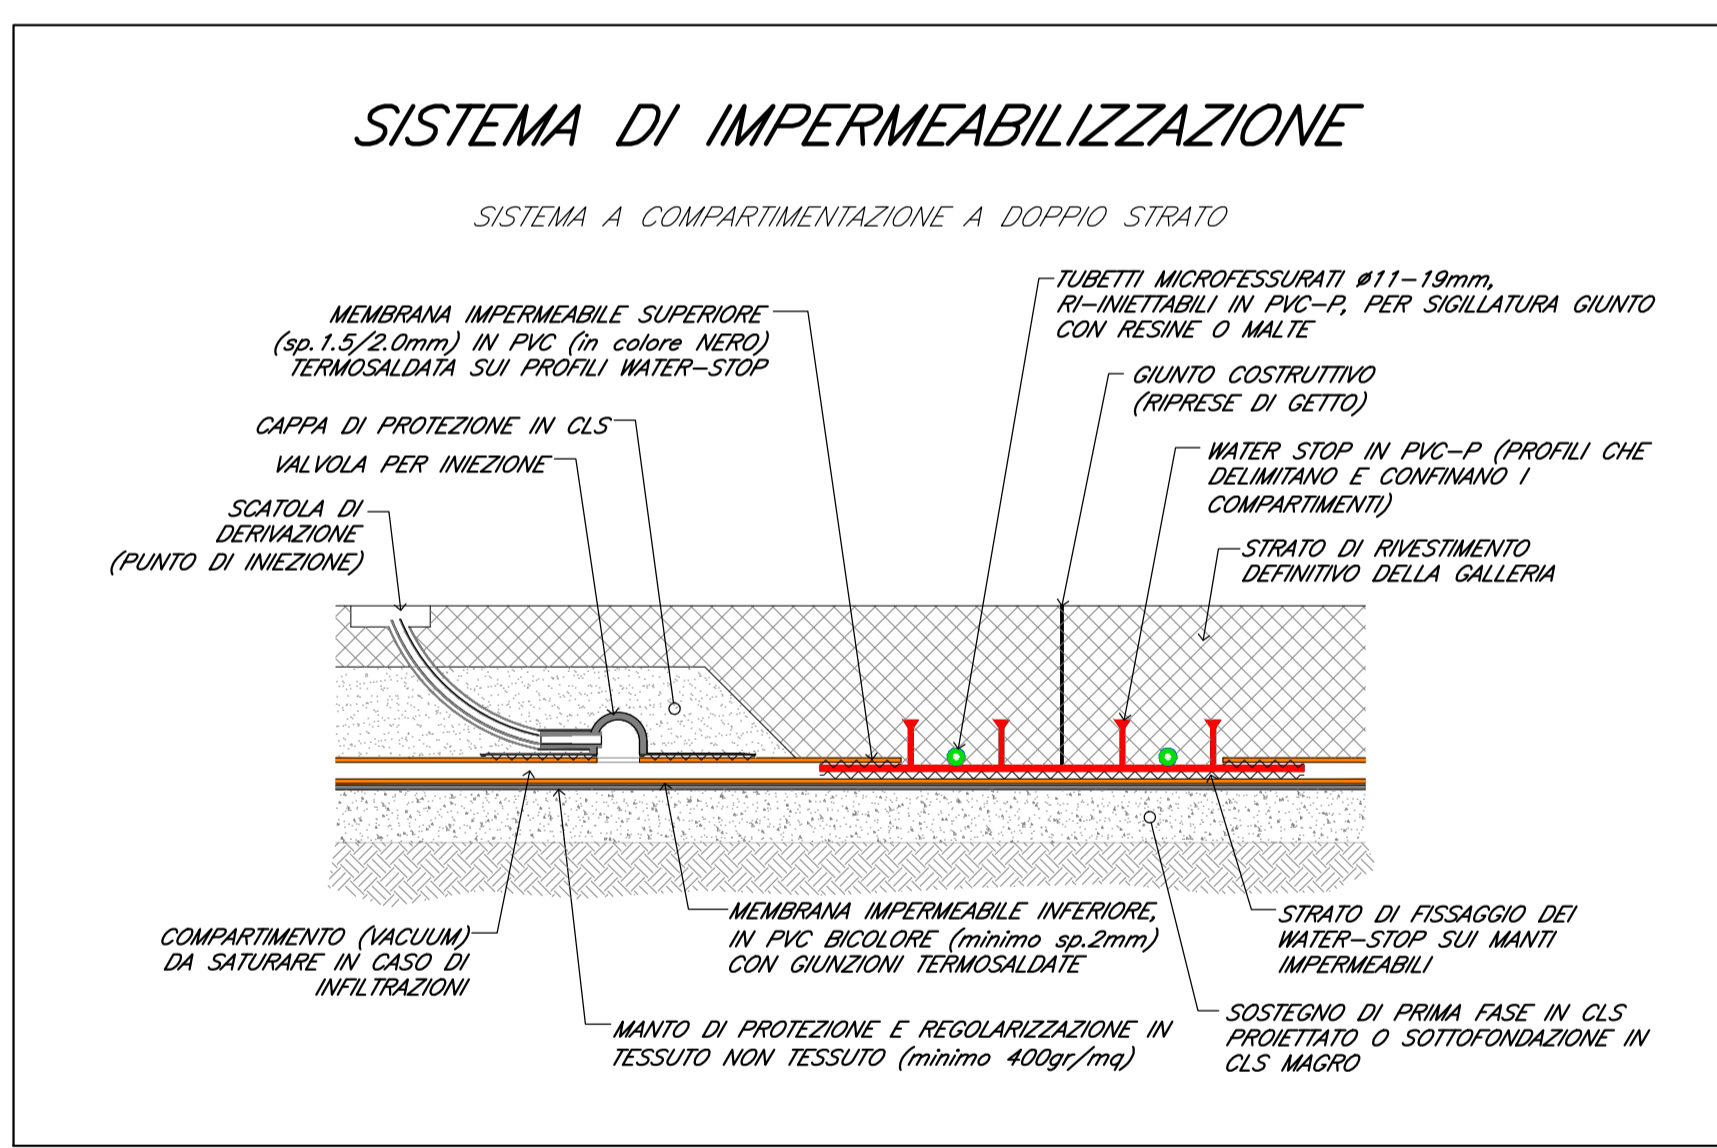 SISTEMA DI IMPERMEABILIZZAZIONE
SISTEMA A COMPARTIMENTAZIONE A DOPPIO STRATO
MEMBRANA IMPERMEABILE SUPERIORE
(sp.1.5/2.0mm) IN PVC (in colore NERO)
TERMOSALDATA SUI PROFILI WATER-STOP
CAPPA DI PROTEZIONE IN CLS
VALVOLA PER INIEZIONE
SCATOLA DI
DERIVAZIONE
(PUNTO DI INIEZIONE)
TUBETTI MICROFESSURATI ø11-19mm,
RI-INIETTABILI IN PVC-P, PER SIGILLATURA GIUNTO
CON RESINE O MALTE
GIUNTO COSTRUTTIVO
(RIPRESE DI GETTO)
WATER STOP IN PVC-P (PROFILI CHE
DELIMITANO E CONFINANO I
COMPARTIMENTI)
STRATO DI RIVESTIMENTO
DEFINITIVO DELLA GALLERIA
COMPARTIMENTO (VACUUM)
DA SATURARE IN CASO DI
INFILTRAZIONI
MEMBRANA IMPERMEABILE INFERIORE,
IN PVC BICOLORE (minimo sp.2mm)
CON GIUNZIONI TERMOSALDATE
MANTO DI PROTEZIONE E REGOLARIZZAZIONE IN
TESSUTO NON TESSUTO (minimo 400gr/mq)
STRATO DI FISSAGGIO DEI
WATER-STOP SUI MANTI
IMPERMEABILI
SOSTEGNO DI PRIMA FASE IN CLS
PROIETTATO O SOTTOFONDAZIONE IN
CLS MAGRO